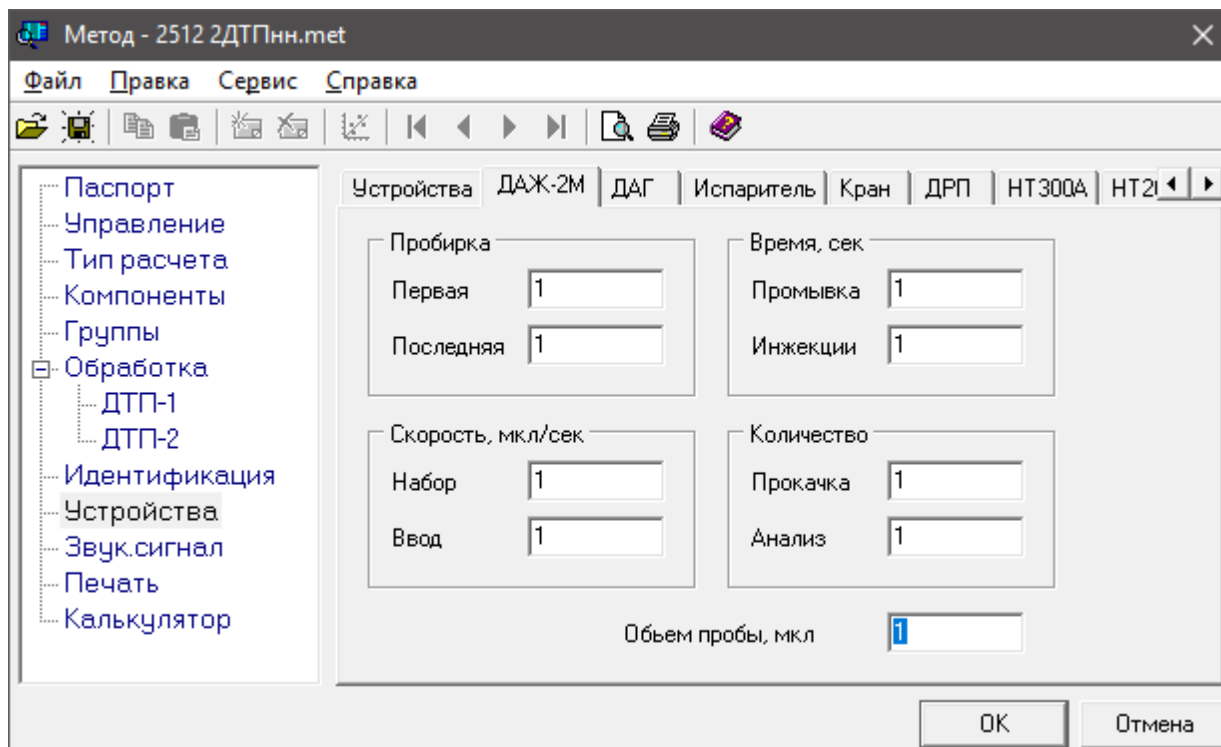 Метод - 2512 2ДТПнн.met
Файл Правка Сервис Справка
Паспорт
Управление
Тип расчета
Компоненты
Группы
Обработка
ДТП-1
ДТП-2
Идентификация
Устройства
Звук.сигнал
Печать
Калькулятор
Устройства ДАЖ-2М ДАГ Испаритель Кран ДРП НТ300А
Пробирка
Первая 1
Последняя 1
Время, сек
Промывка 1
Инжекции 1
Скорость, мкл/сек
Набор 1
Ввод 1
Количество
Прокачка 1
Анализ 1
Обьем пробы, мкл 1
OK Отмена